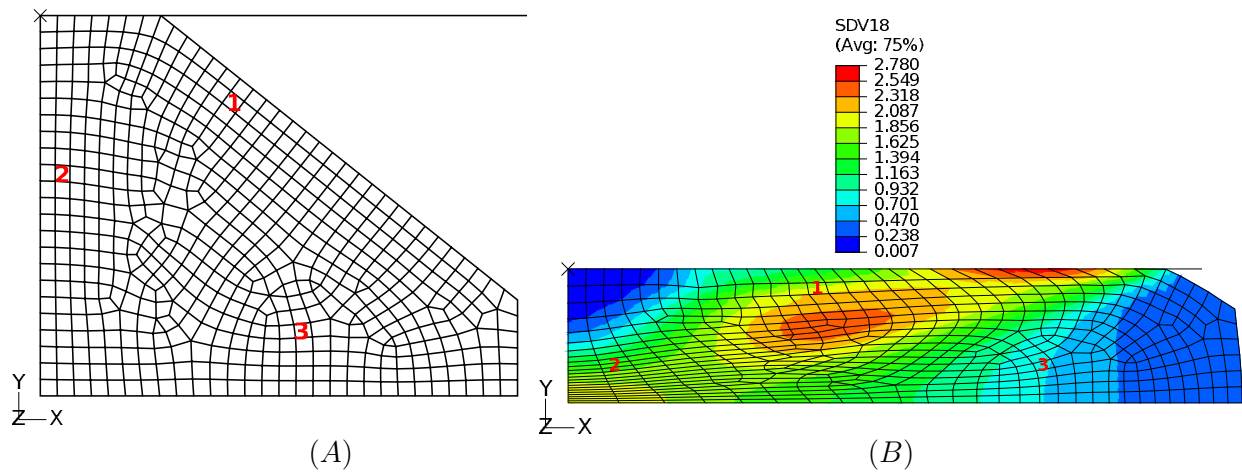 1
2
3
Y
Z X
(A)
SDV18
(Avg: 75%)
2.780
2.549
2.318
2.087
1.856
1.625
1.394
1.163
0.932
0.701
0.470
0.238
0.007
1
2
3
Y
Z X
(B)